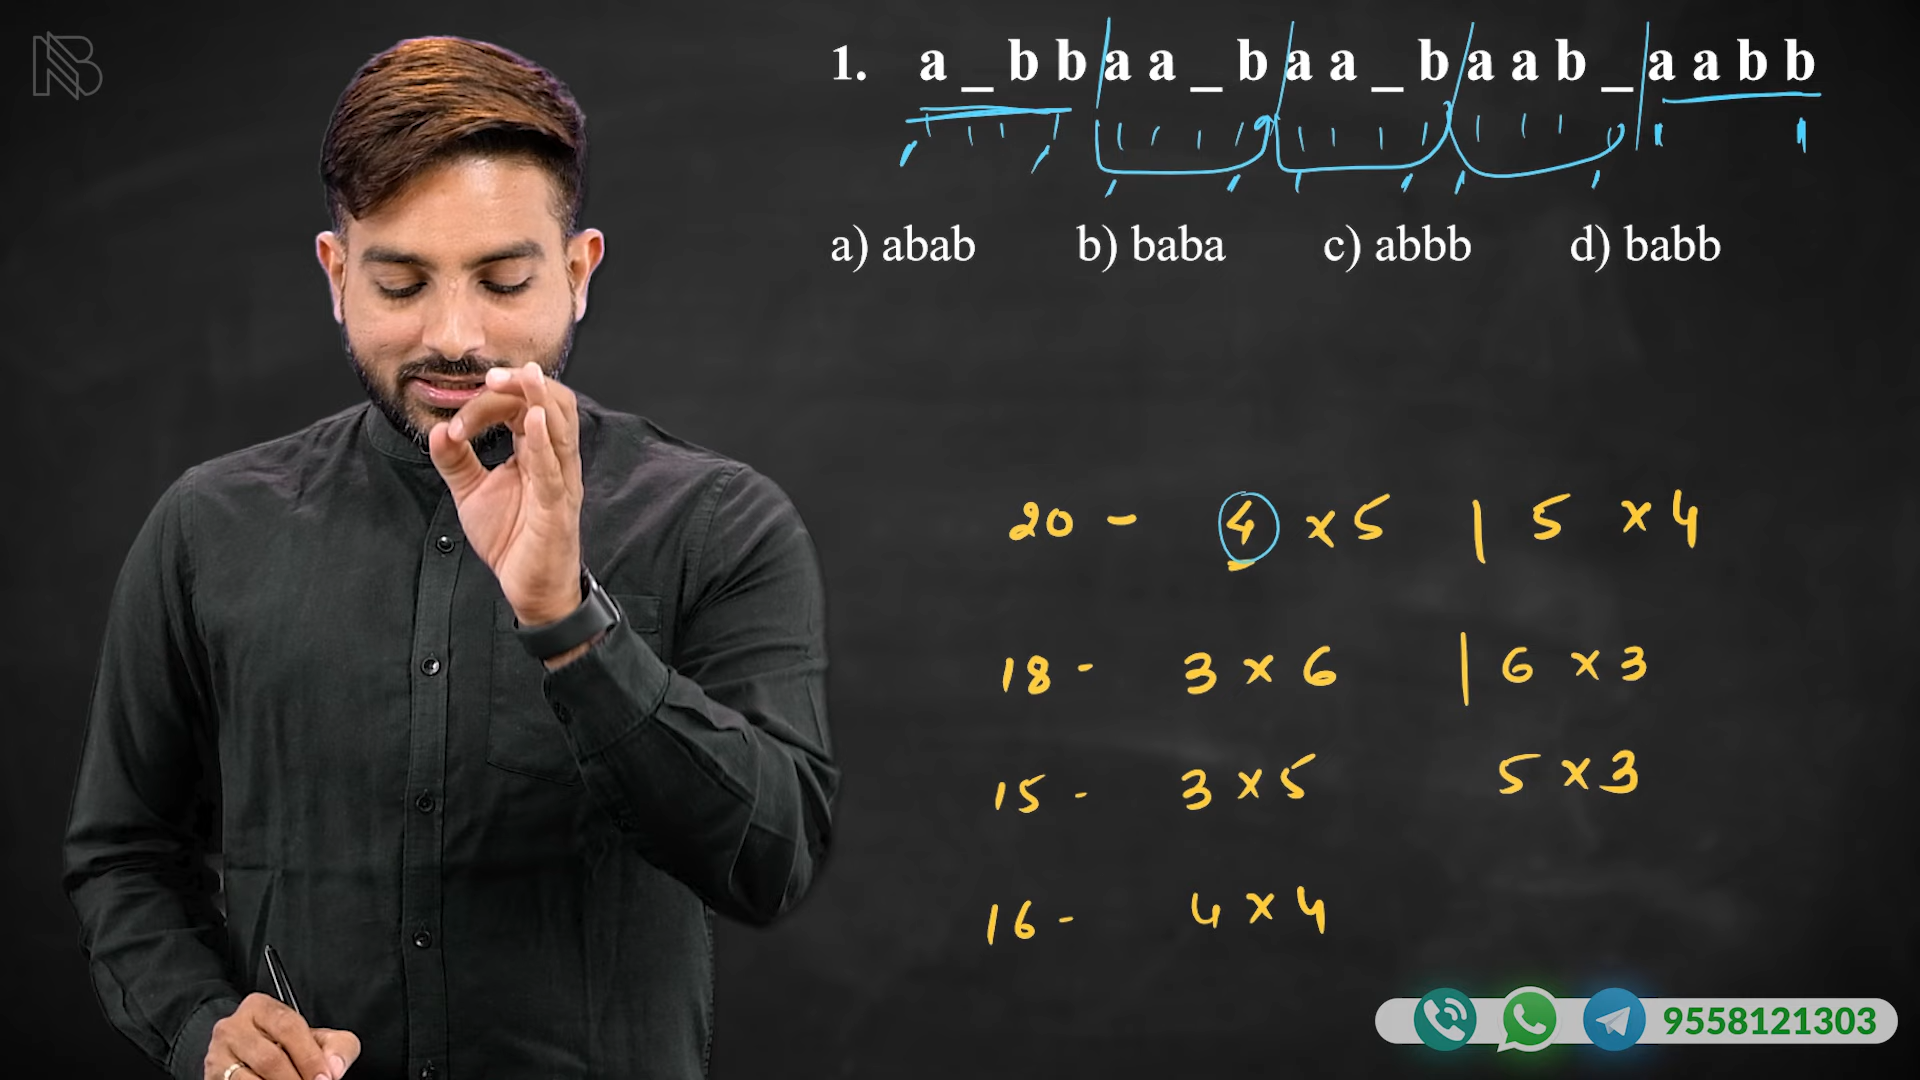 NB
1. a _ b b a a _ b a a _ b a a b _ a a b b
a) abab b) baba c) abbb d) babb
20 - 4 x 5 | 5 x 4
18 - 3 x 6 | 6 x 3
15 - 3 x 5 5 x 3
16 - 4 x 4
9558121303